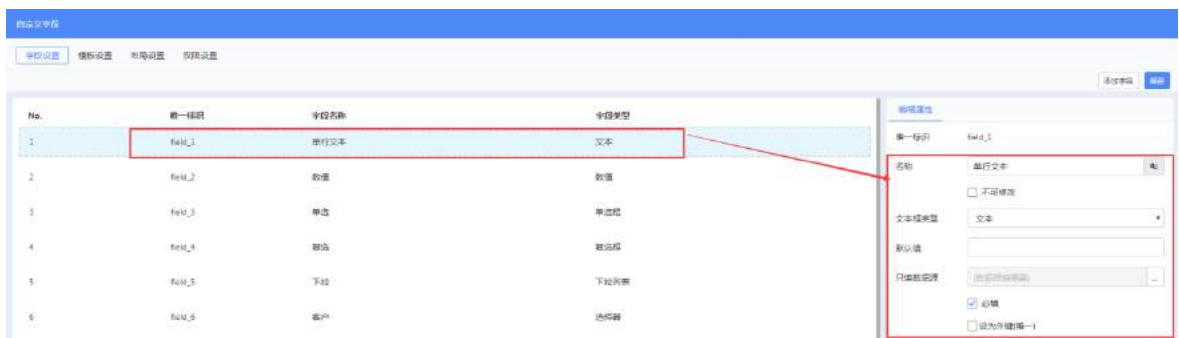 自定义字段
字段设置 模板设置 布局设置 权限设置
添加字段 保存
No. 唯一标识 字段名称 字段类型
1 field_1 单行文本 文本
2 field_2 数值 数值
3 field_3 单选 单选框
4 field_4 复选 复选框
5 field_5 下拉 下拉列表
6 field_6 客户 选择器
编辑属性
唯一标识 field_1
名称 单行文本
不可修改
文本框类型 文本
默认值
只填数据源 ...
必填
设为外键(唯一)